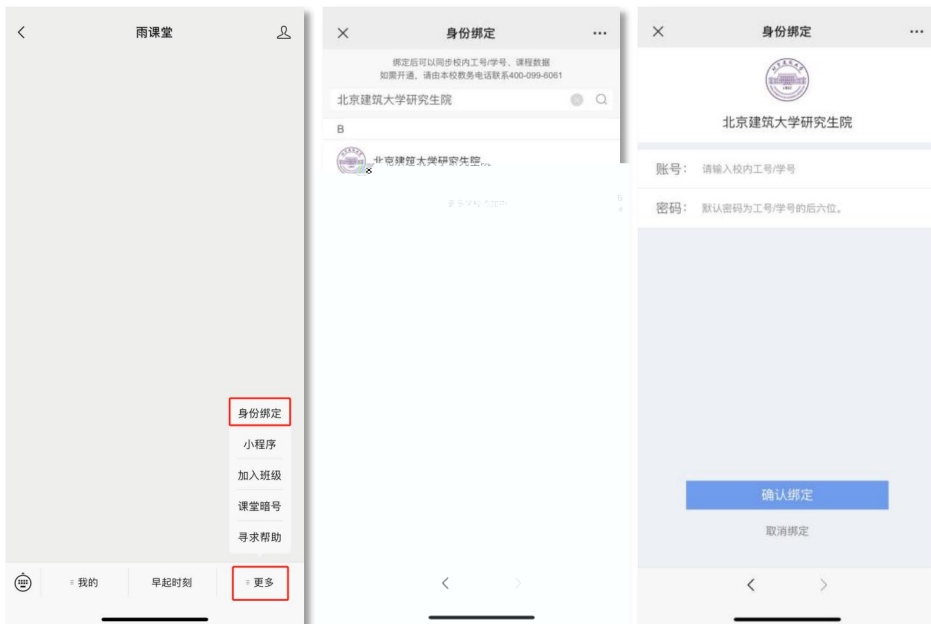 雨课堂
身份绑定
小程序
加入班级
课堂暗号
寻求帮助
我的
早起时刻
更多
身份绑定
绑定后可以同步校内工号/学号、课程数据
如需开通，请由本校教务电话联系400-099-6061
北京建筑大学研究生院
B
北京建筑大学研究生院
身份绑定
北京建筑大学研究生院
账号： 请输入校内工号/学号
密码： 默认密码为工号/学号的后六位。
确认绑定
取消绑定